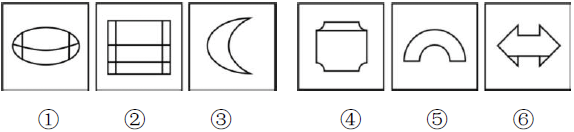 ① ② ③ ④ ⑤ ⑥